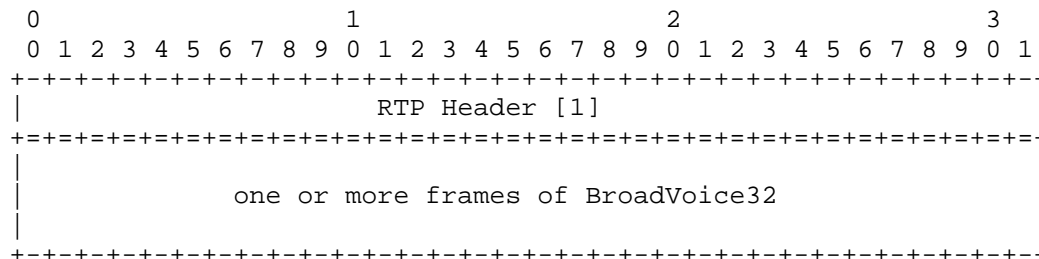 0                   1                   2                   3
 0 1 2 3 4 5 6 7 8 9 0 1 2 3 4 5 6 7 8 9 0 1 2 3 4 5 6 7 8 9 0 1
+-+-+-+-+-+-+-+-+-+-+-+-+-+-+-+-+-+-+-+-+-+-+-+-+-+-+-+-+-+-+-+-
|                      RTP Header [1]
+=+=+=+=+=+=+=+=+=+=+=+=+=+=+=+=+=+=+=+=+=+=+=+=+=+=+=+=+=+=+=+=
|
|             one or more frames of BroadVoice32
|
+-+-+-+-+-+-+-+-+-+-+-+-+-+-+-+-+-+-+-+-+-+-+-+-+-+-+-+-+-+-+-+-